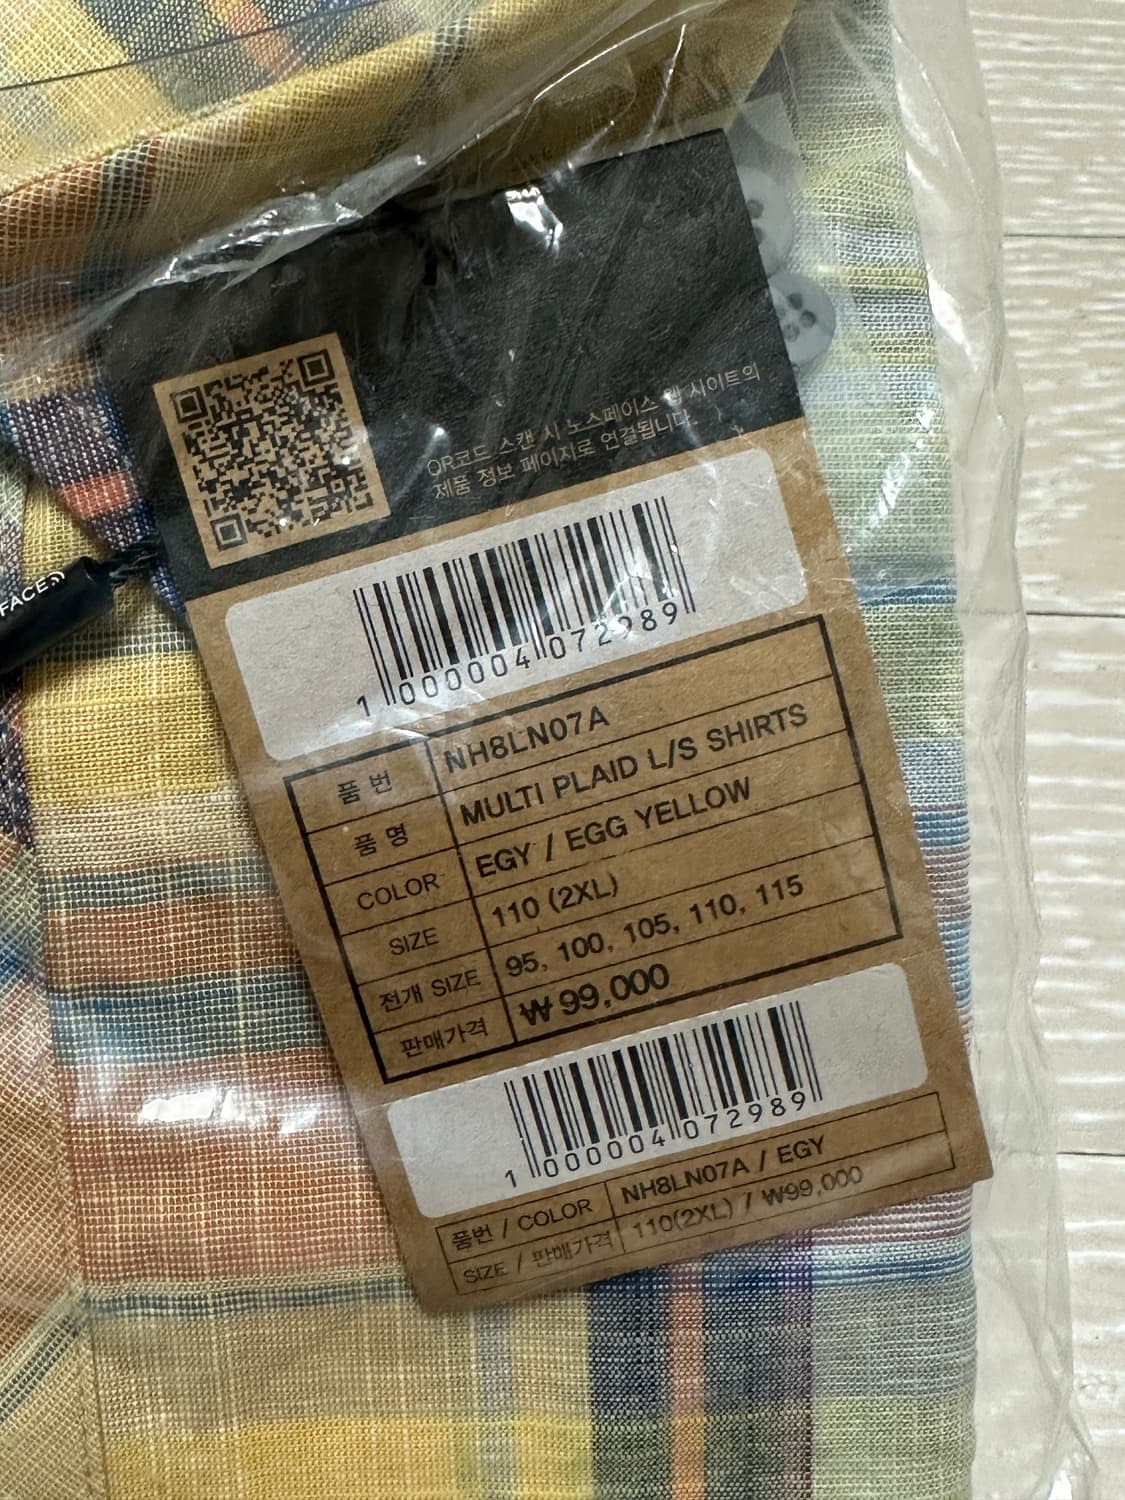 QR코드 스캔 시 노스페이스 웹 사이트의
제품 정보 페이지로 연결됩니다.
FACE
1 000004 072989
품 번 NH8LN07A
품 명 MULTI PLAID L/S SHIRTS
COLOR EGY / EGG YELLOW
SIZE 110 (2XL)
전개 SIZE 95, 100, 105, 110, 115
판매가격 ₩ 99,000
1 000004 072989
품번 / COLOR NH8LN07A / EGY
SIZE / 판매가격 110(2XL) / ₩99,000